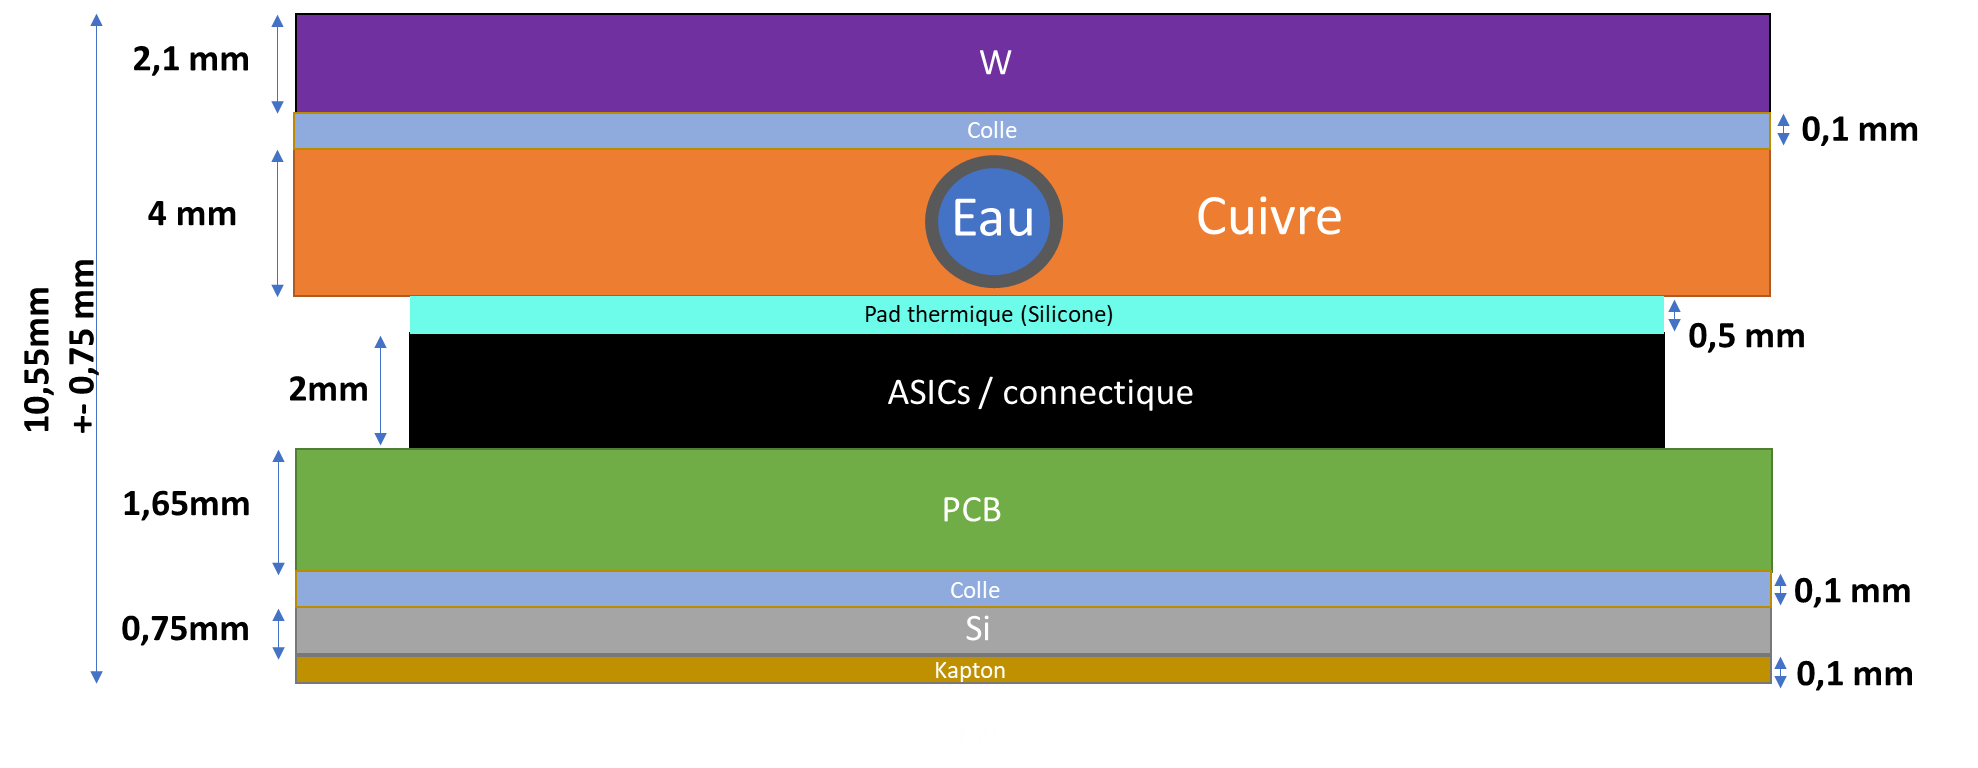 2,1 mm
W
Colle
0,1 mm
4 mm
Eau
Cuivre
10,55mm
+- 0,75 mm
Pad thermique (Silicone)
0,5 mm
2mm
ASICs / connectique
1,65mm
PCB
Colle
0,1 mm
0,75mm
Si
Kapton
0,1 mm